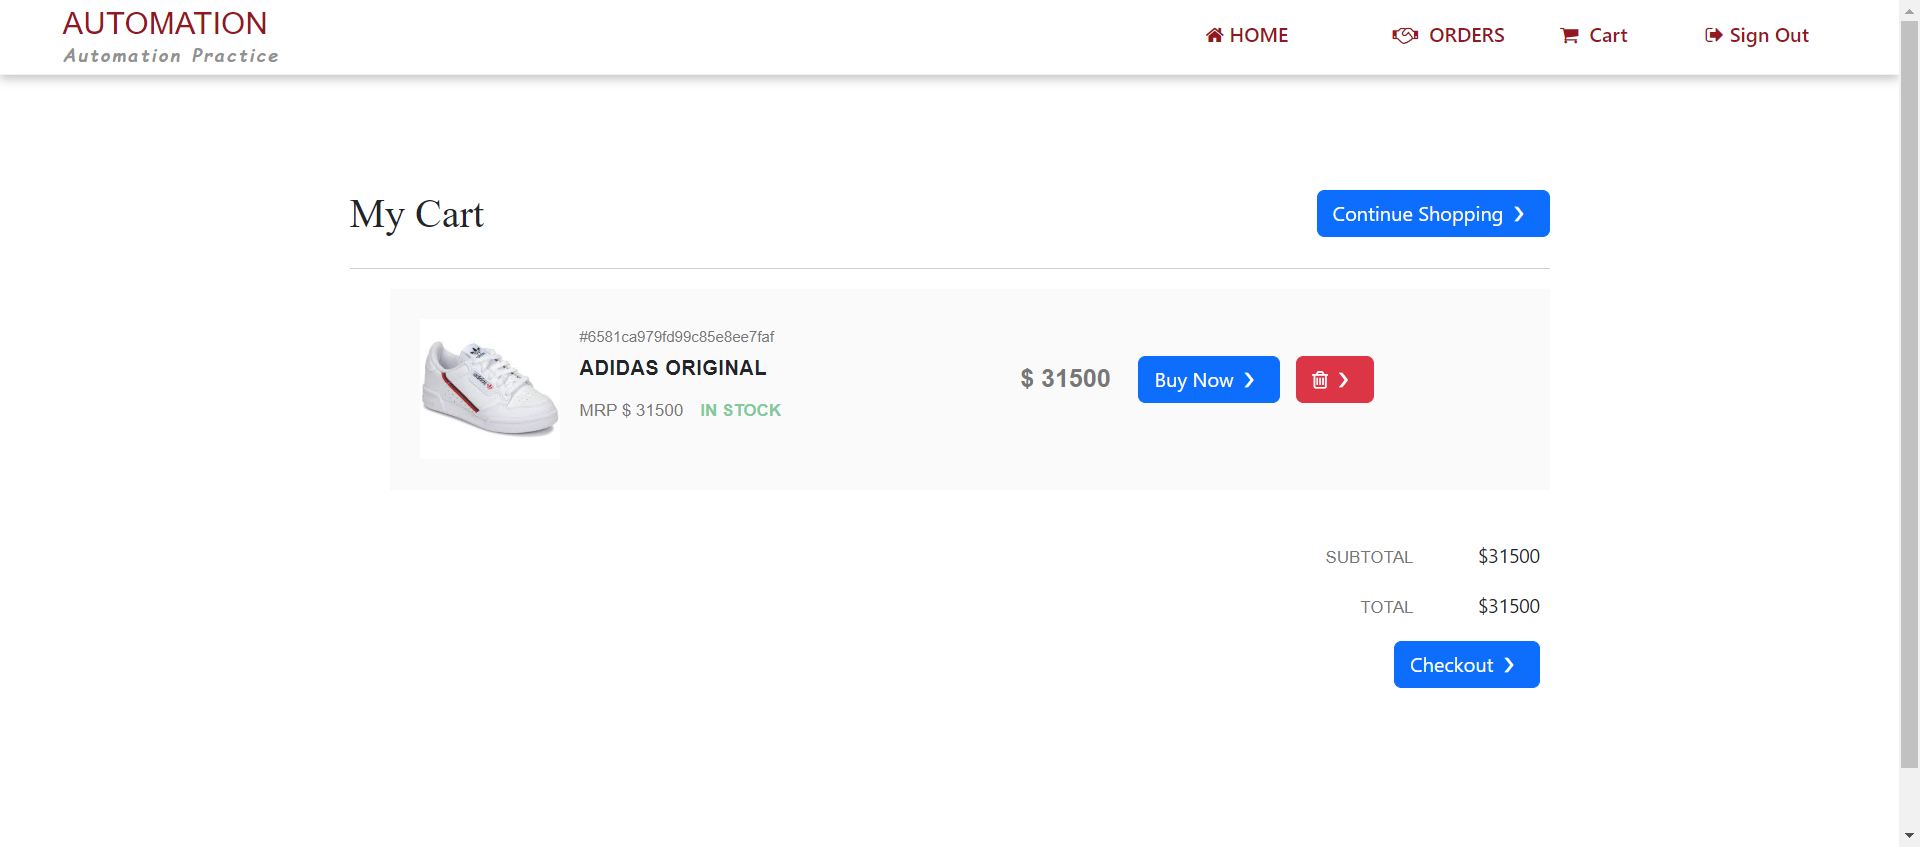 AUTOMATION
Automation Practice
HOME
ORDERS
Cart
Sign Out
My Cart
Continue Shopping ❯
#6581ca979fd99c85e8ee7faf
ADIDAS ORIGINAL
MRP $ 31500 IN STOCK
$ 31500
Buy Now ❯
❯
SUBTOTAL $31500
TOTAL $31500
Checkout ❯